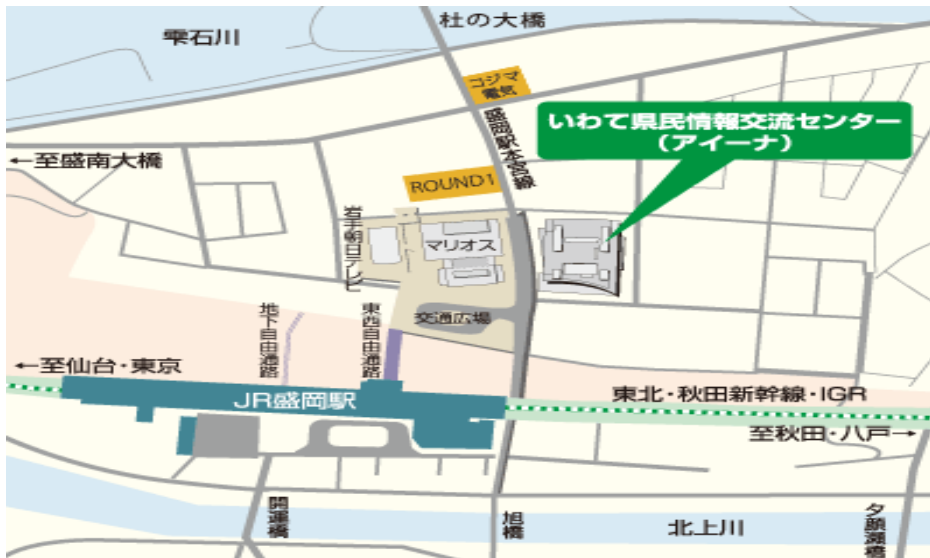 杜の大橋
雫石川
コジマ
電気
いわて県民情報交流センター
（アイーナ）
盛岡駅本宮線
←至盛南大橋
ROUND1
岩手朝日テレビ
マリオス
交通広場
地下自由通路
東西自由通路
←至仙台・東京
JR盛岡駅
東北・秋田新幹線・IGR
至秋田・八戸→
開運橋
旭橋
北上川
夕顔瀬橋